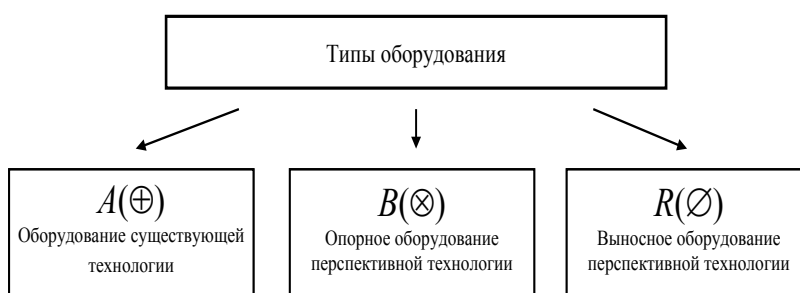 Типы оборудования
A(⊕)
Оборудование существующей
технологии
B(⊗)
Опорное оборудование
перспективной технологии
R(∅)
Выносное оборудование
перспективной технологии